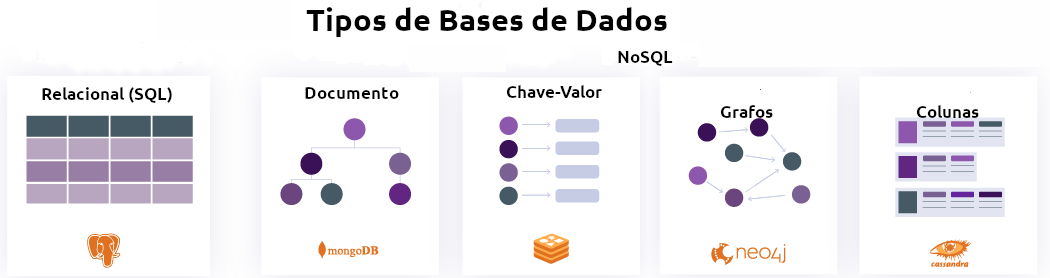 Tipos de Bases de Dados
NoSQL
Relacional (SQL)
Documento
Chave-Valor
Grafos
Colunas
mongoDB
neo4j
cassandra